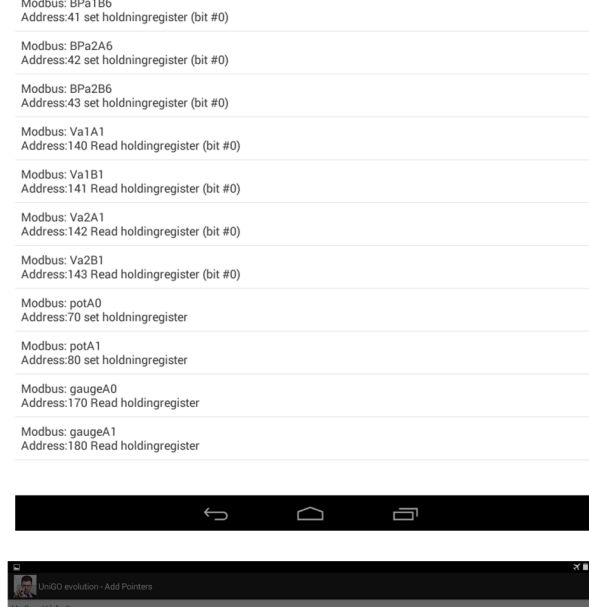 Modbus: BPa1B6
Address:41 set holdningregister (bit #0)
Modbus: BPa2A6
Address:42 set holdningregister (bit #0)
Modbus: BPa2B6
Address:43 set holdningregister (bit #0)
Modbus: Va1A1
Address:140 Read holdingregister (bit #0)
Modbus: Va1B1
Address:141 Read holdingregister (bit #0)
Modbus: Va2A1
Address:142 Read holdingregister (bit #0)
Modbus: Va2B1
Address:143 Read holdingregister (bit #0)
Modbus: potA0
Address:70 set holdningregister
Modbus: potA1
Address:80 set holdningregister
Modbus: gaugeA0
Address:170 Read holdingregister
Modbus: gaugeA1
Address:180 Read holdingregister
UniGO evolution - Add Pointers